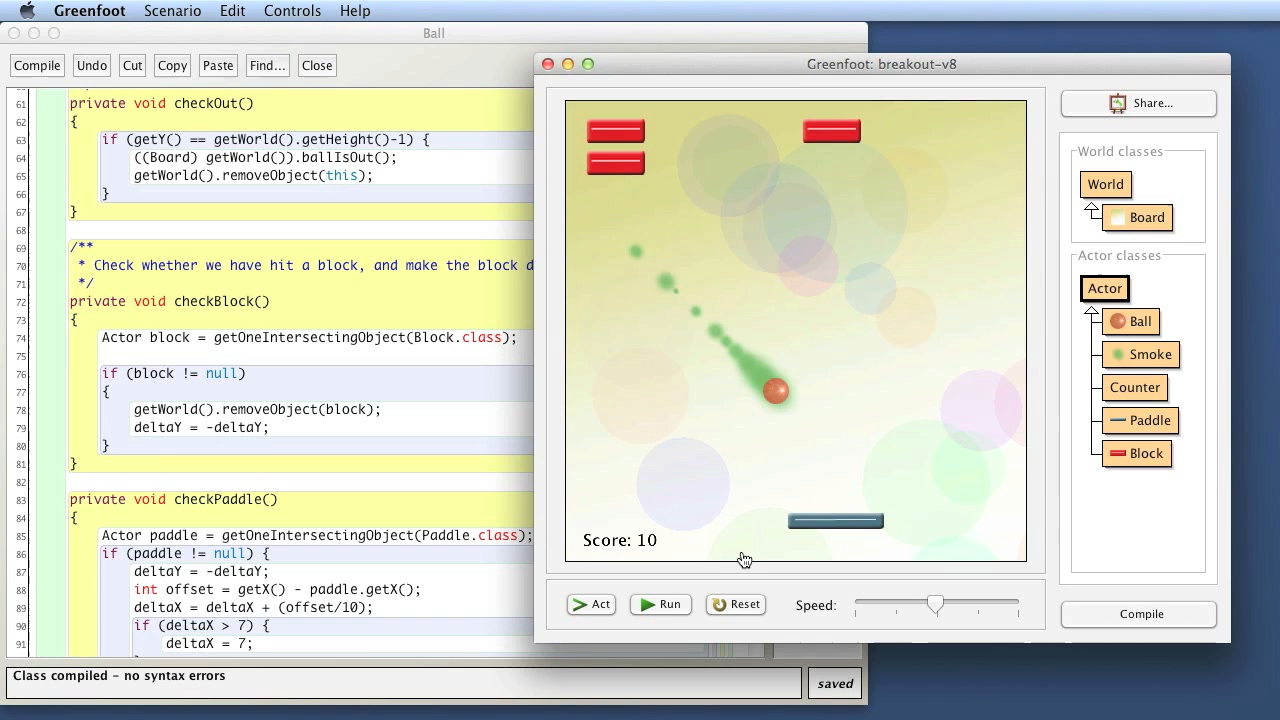 Greenfoot Scenario Edit Controls Help
Ball
Compile Undo Cut Copy Paste Find... Close
61 private void checkOut()
62 {
63 if (getY() == getWorld().getHeight()-1) {
64 ((Board) getWorld()).ballIsOut();
65 getWorld().removeObject(this);
66 }
67 }
68
69 /**
70 * Check whether we have hit a block, and make the block d
71 */
72 private void checkBlock()
73 {
74 Actor block = getOneIntersectingObject(Block.class);
75
76 if (block != null)
77 {
78 getWorld().removeObject(block);
79 deltaY = -deltaY;
80 }
81 }
82
83 private void checkPaddle()
84 {
85 Actor paddle = getOneIntersectingObject(Paddle.class);
86 if (paddle != null) {
87 deltaY = -deltaY;
88 int offset = getX() - paddle.getX();
89 deltaX = deltaX + (offset/10);
90 if (deltaX > 7) {
91 deltaX = 7;
Class compiled - no syntax errors
saved
Greenfoot: breakout-v8
Score: 10
Act Run Reset Speed:
Share...
World classes
World
Board
Actor classes
Actor
Ball
Smoke
Counter
Paddle
Block
Compile